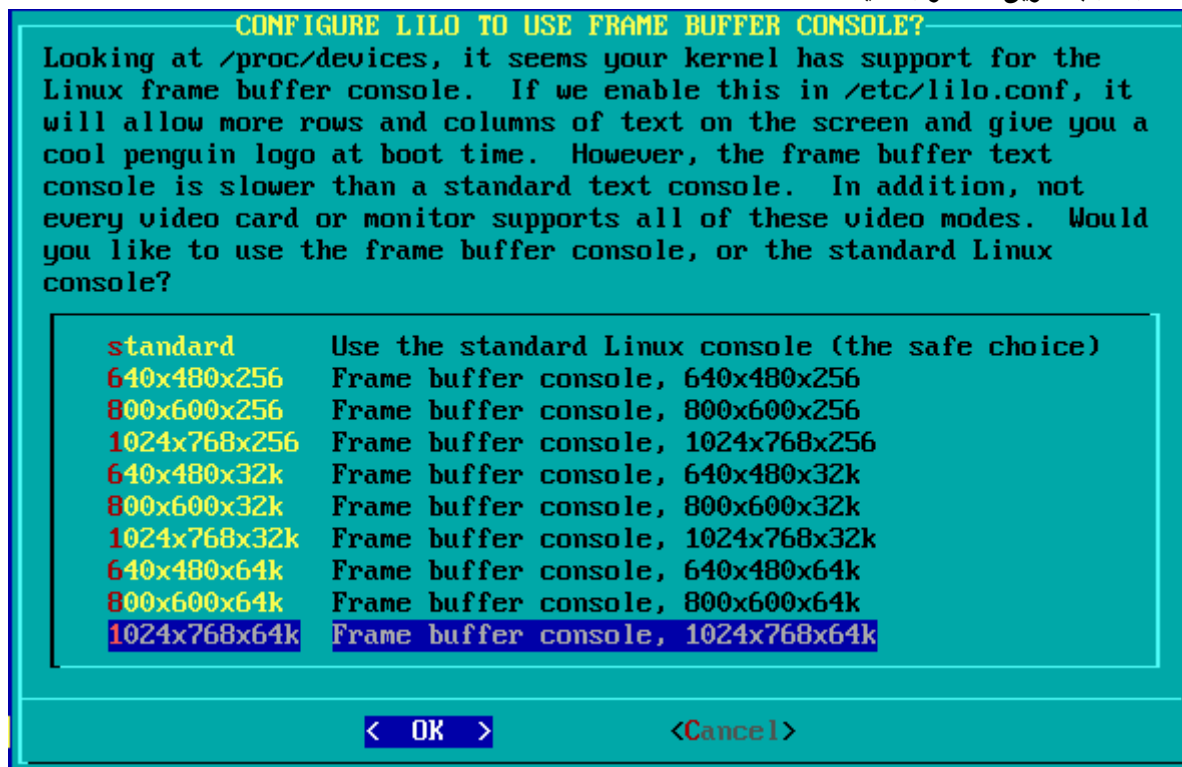 CONFIGURE LILO TO USE FRAME BUFFER CONSOLE?
Looking at /proc/devices, it seems your kernel has support for the
Linux frame buffer console.  If we enable this in /etc/lilo.conf, it
will allow more rows and columns of text on the screen and give you a
cool penguin logo at boot time.  However, the frame buffer text
console is slower than a standard text console.  In addition, not
every video card or monitor supports all of these video modes.  Would
you like to use the frame buffer console, or the standard Linux
console?
standard Use the standard Linux console (the safe choice)
640x480x256 Frame buffer console, 640x480x256
800x600x256 Frame buffer console, 800x600x256
1024x768x256 Frame buffer console, 1024x768x256
640x480x32k Frame buffer console, 640x480x32k
800x600x32k Frame buffer console, 800x600x32k
1024x768x32k Frame buffer console, 1024x768x32k
640x480x64k Frame buffer console, 640x480x64k
800x600x64k Frame buffer console, 800x600x64k
1024x768x64k Frame buffer console, 1024x768x64k
< OK > <Cancel>